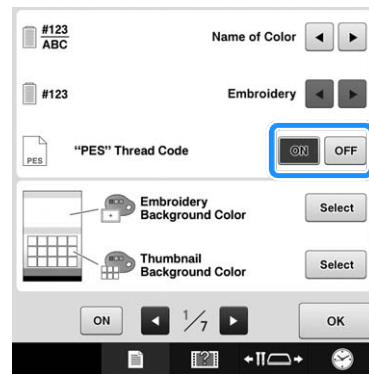 #123
ABC
Name of Color
#123
Embroidery
PES
"PES" Thread Code
ON
OFF
Embroidery
Background Color
Select
Thumbnail
Background Color
Select
ON
1/7
OK
?